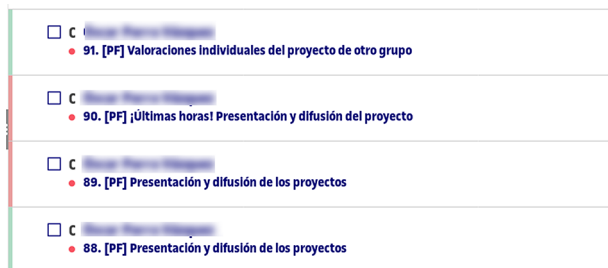 C
91. [PF] Valoraciones individuales del proyecto de otro grupo
C
90. [PF] ¡Últimas horas! Presentación y difusión del proyecto
C
89. [PF] Presentación y difusión de los proyectos
C
88. [PF] Presentación y difusión de los proyectos